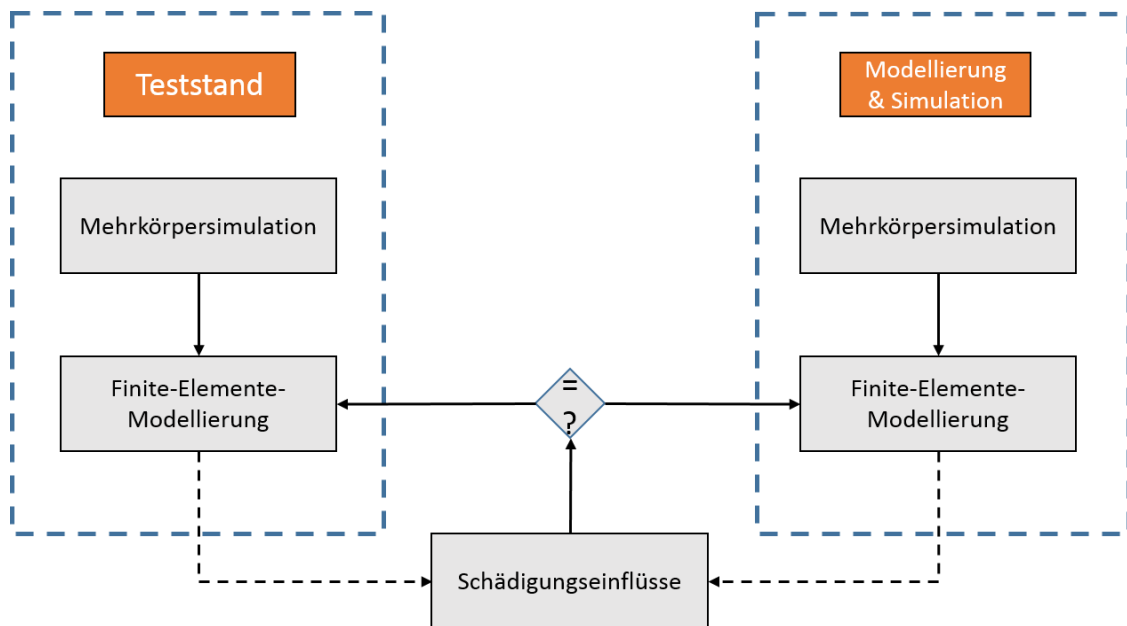 Teststand
Modellierung
& Simulation
Mehrkörpersimulation
Mehrkörpersimulation
Finite-Elemente-
Modellierung
=
?
Finite-Elemente-
Modellierung
Schädigungseinflüsse